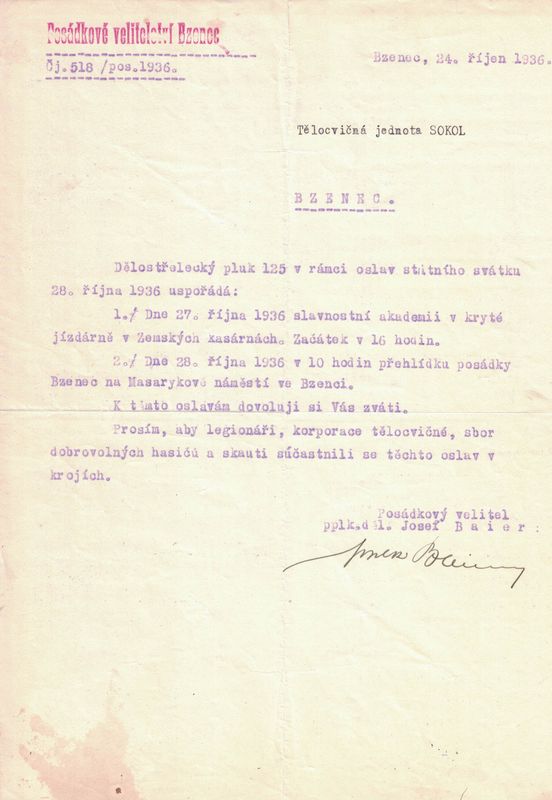 Posádkové velitelství Bzenec
Čj.518 /pos.1936.
Bzenec, 24. říjen 1936.
Tělocvičná jednota SOKOL
BZENEC.
Dělostřelecký pluk 125 v rámci oslav státního svátku
28. října 1936 uspořádá:
1./ Dne 27. října 1936 slavnostní akademii v kryté
jízdárně v Zemských kasárnách. Začátek v 16 hodin.
2./ Dne 28. října 1936 v 10 hodin přehlídku posádky
Bzenec na Masarykově náměstí ve Bzenci.
K těmto oslavám dovoluji si Vás zváti.
Prosím, aby legionáři, korporace tělocvičné, sbor
dobrovolných hasičů a skauti súčastnili se těchto oslav v
krojích.
Posádkový velitel
pplk.děl. Josef Baier :
Josef Baier